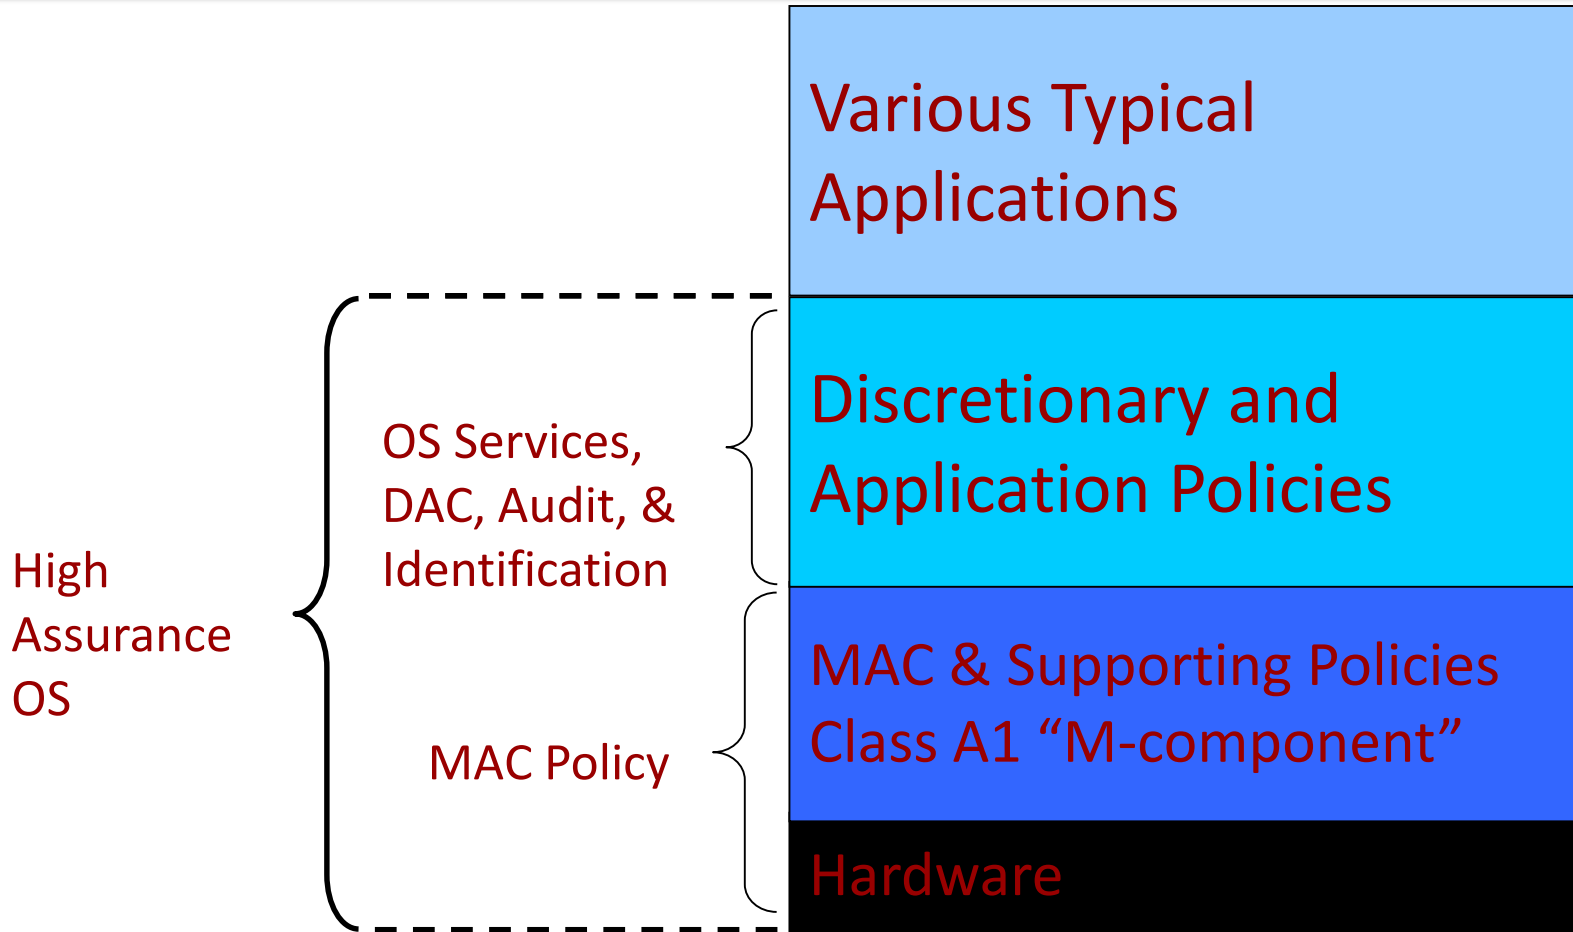 Various Typical
Applications
Discretionary and
Application Policies
OS Services,
DAC, Audit, &
Identification
High
Assurance
OS
MAC & Supporting Policies
Class A1 “M-component”
MAC Policy
Hardware